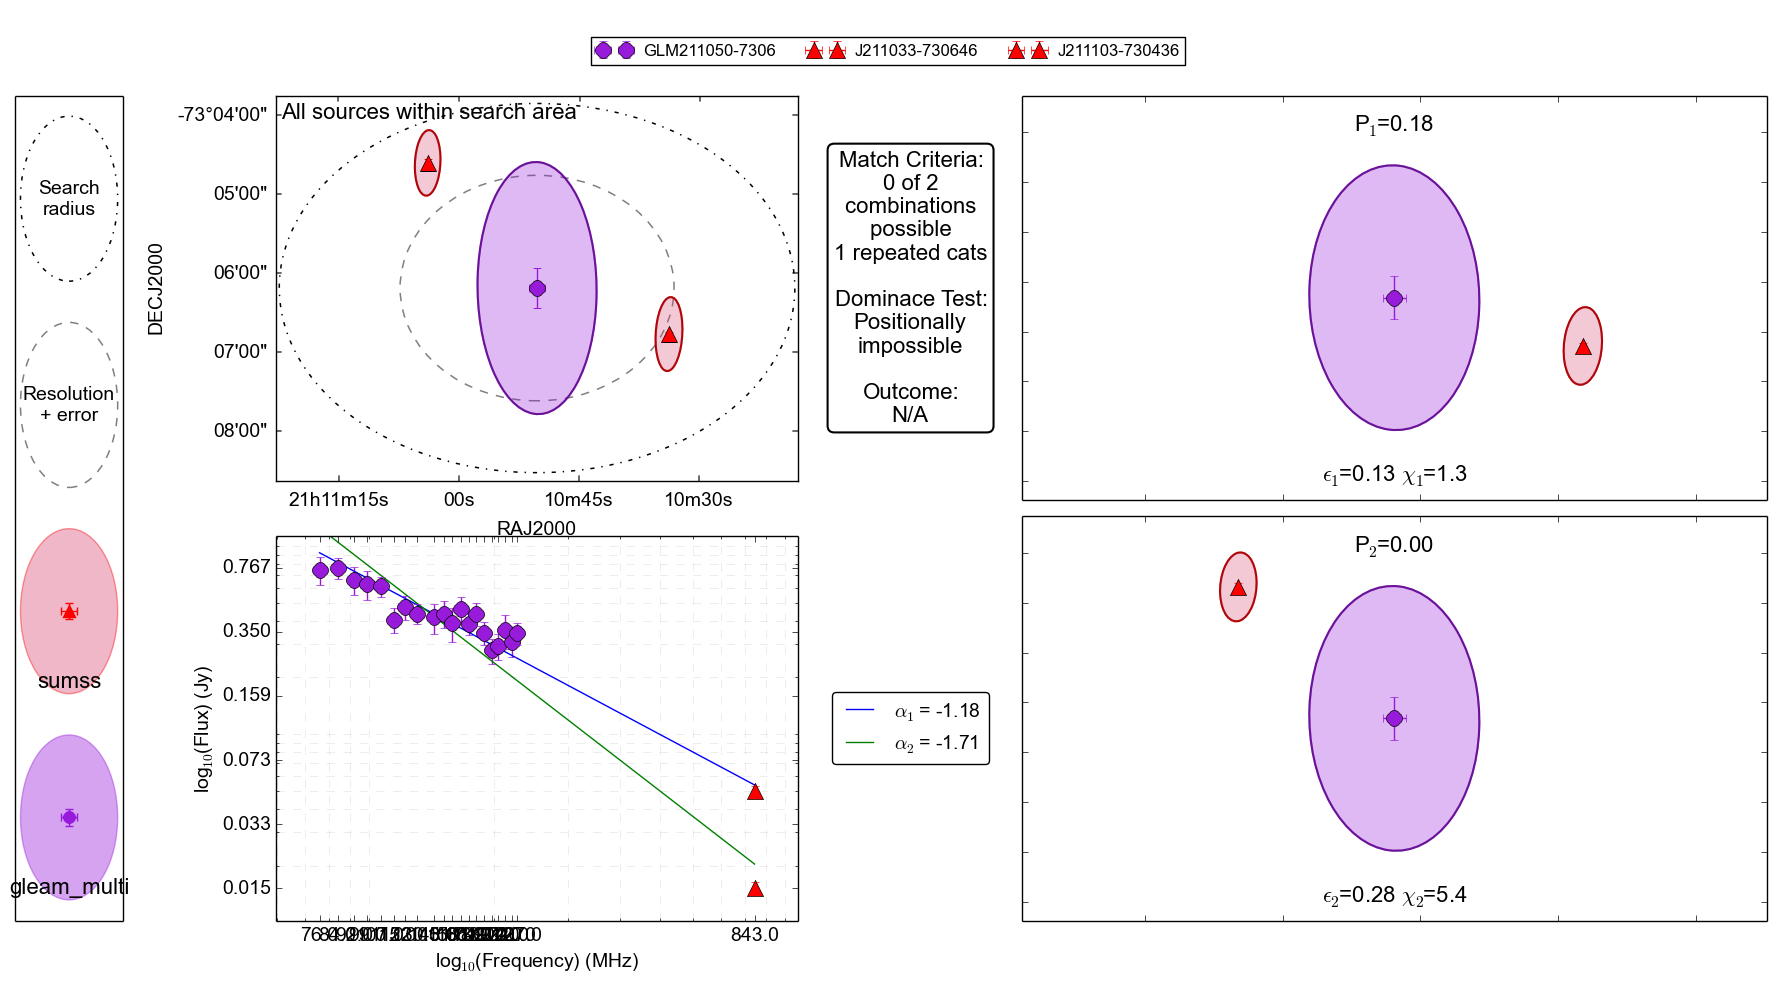 GLM211050-7306 J211033-730646 J211103-730436
Search
radius
Resolution
+ error
sumss
gleam_multi
All sources within search area
-73°04'00"
05'00"
06'00"
07'00"
08'00"
DECJ2000
21h11m15s 00s 10m45s 10m30s
RAJ2000
Match Criteria:
0 of 2
combinations
possible
1 repeated cats
Dominace Test:
Positionally
impossible
Outcome:
N/A
P1=0.18
ϵ1=0.13 χ1=1.3
P2=0.00
ϵ2=0.28 χ2=5.4
0.767
0.350
0.159
0.073
0.033
0.015
log10(Flux) (Jy)
843.0
log10(Frequency) (MHz)
α1 = -1.18
α2 = -1.71